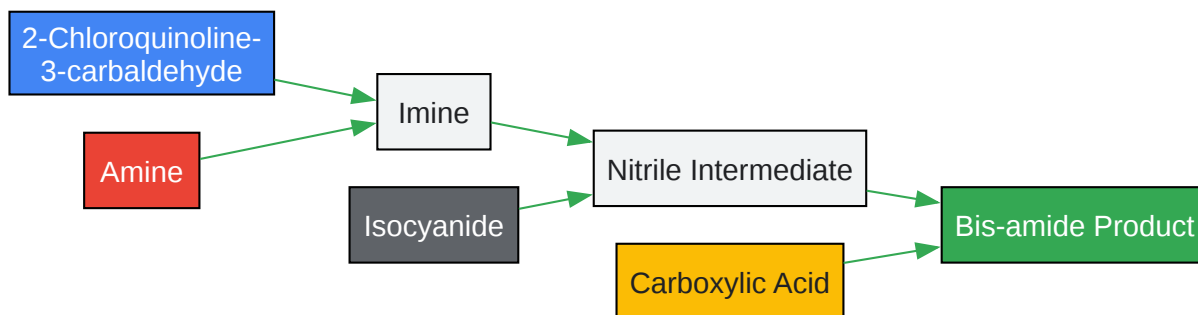 2-Chloroquinoline-
3-carbaldehyde
Amine
Imine
Isocyanide
Nitrile Intermediate
Carboxylic Acid
Bis-amide Product